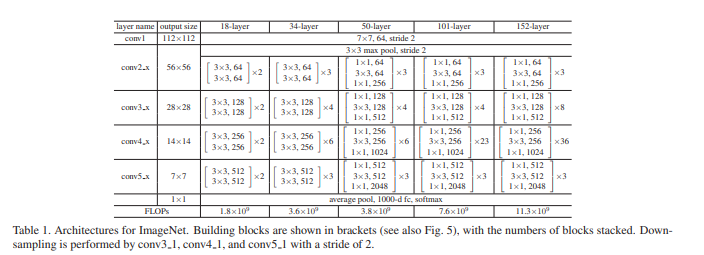 layer name output size 18-layer 34-layer 50-layer 101-layer 152-layer
conv1 112×112 7×7, 64, stride 2
3×3 max pool, stride 2
conv2_x 56×56 [3×3, 64 3×3, 64]×2 [3×3, 64 3×3, 64]×3 [1×1, 64 3×3, 64 1×1, 256]×3 [1×1, 64 3×3, 64 1×1, 256]×3 [1×1, 64 3×3, 64 1×1, 256]×3
conv3_x 28×28 [3×3, 128 3×3, 128]×2 [3×3, 128 3×3, 128]×4 [1×1, 128 3×3, 128 1×1, 512]×4 [1×1, 128 3×3, 128 1×1, 512]×4 [1×1, 128 3×3, 128 1×1, 512]×8
conv4_x 14×14 [3×3, 256 3×3, 256]×2 [3×3, 256 3×3, 256]×6 [1×1, 256 3×3, 256 1×1, 1024]×6 [1×1, 256 3×3, 256 1×1, 1024]×23 [1×1, 256 3×3, 256 1×1, 1024]×36
conv5_x 7×7 [3×3, 512 3×3, 512]×2 [3×3, 512 3×3, 512]×3 [1×1, 512 3×3, 512 1×1, 2048]×3 [1×1, 512 3×3, 512 1×1, 2048]×3 [1×1, 512 3×3, 512 1×1, 2048]×3
1×1 average pool, 1000-d fc, softmax
FLOPs 1.8×10⁹ 3.6×10⁹ 3.8×10⁹ 7.6×10⁹ 11.3×10⁹
Table 1. Architectures for ImageNet. Building blocks are shown in brackets (see also Fig. 5), with the numbers of blocks stacked. Down-
sampling is performed by conv3_1, conv4_1, and conv5_1 with a stride of 2.